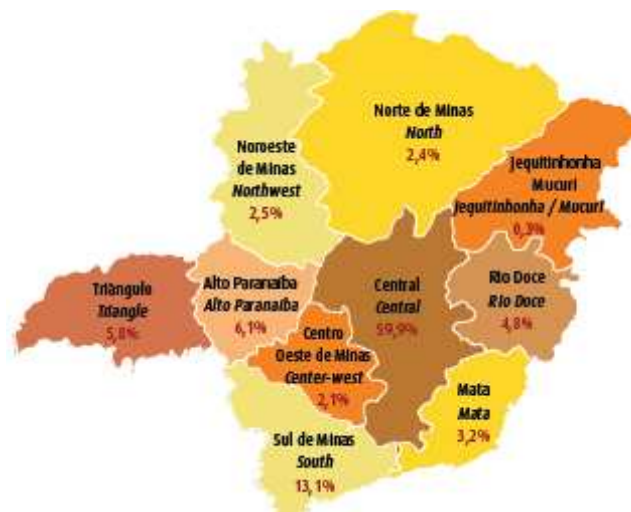 Norte de Minas
North
2,4%
Noroeste
de Minas
Northwest
2,5%
Jequitinhonha
Mucuri
Jequitinhonha / Mucuri
0,3%
Triângulo
Triangle
5,8%
Alto Paranaíba
Alto Paranaíba
6,1%
Central
Central
59,9%
Rio Doce
Rio Doce
4,8%
Centro
Oeste de Minas
Center-west
2,1%
Mata
Mata
3,2%
Sul de Minas
South
13,1%